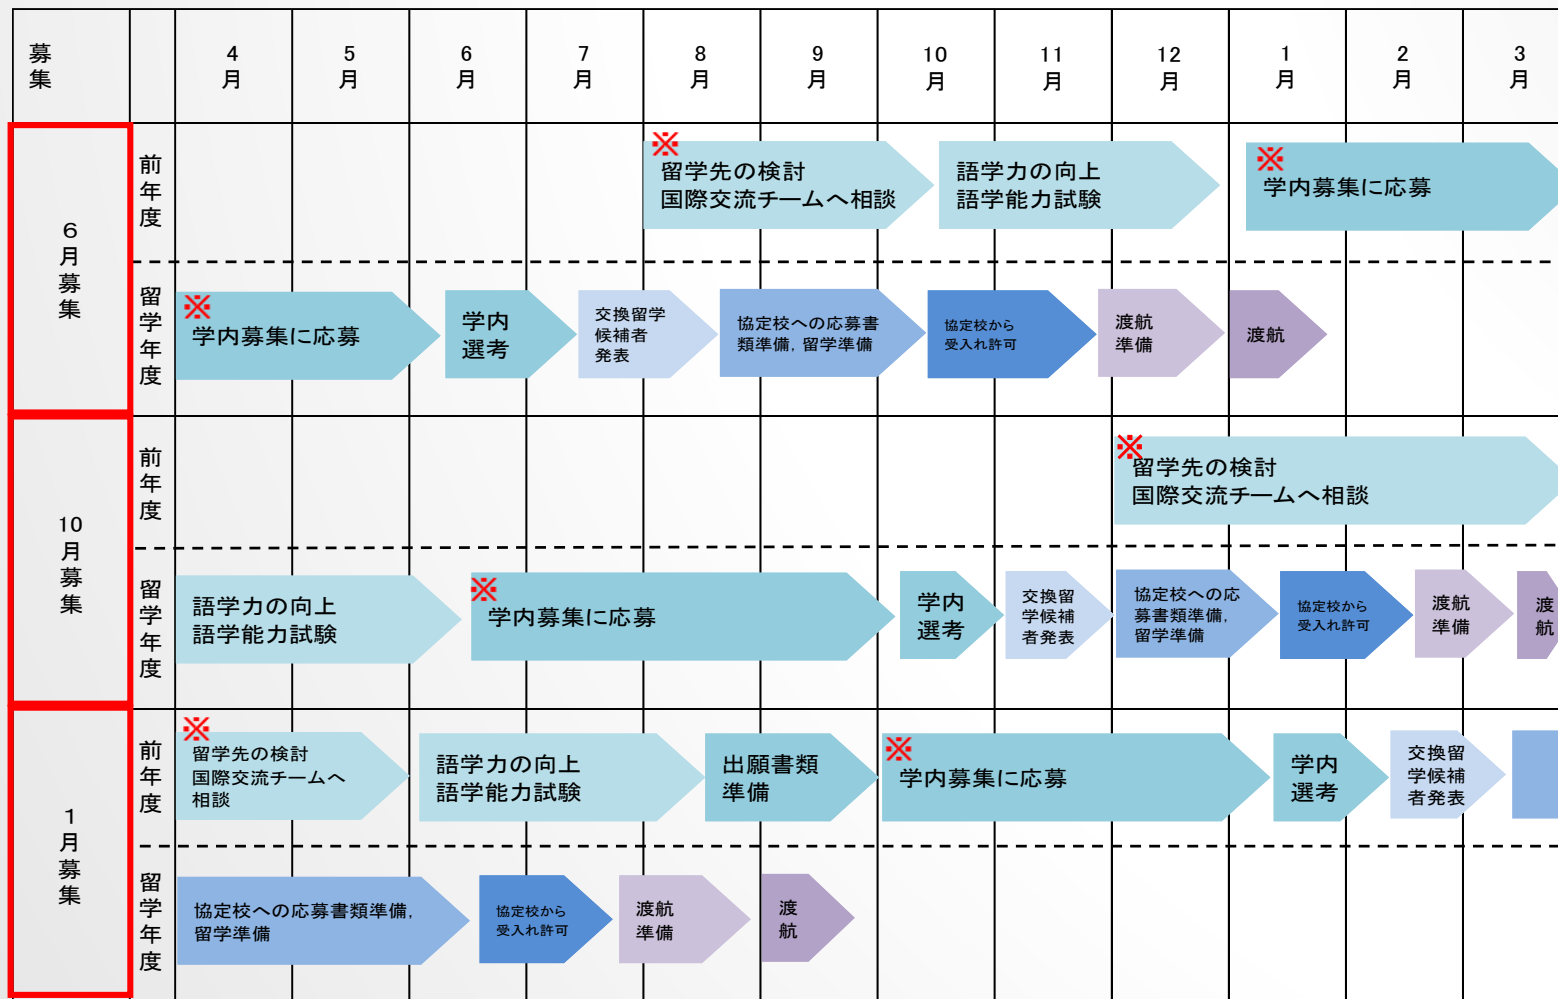 募集
4月
5月
6月
7月
8月
9月
10月
11月
12月
1月
2月
3月
6月募集
前年度
※
留学先の検討
国際交流チームへ相談
語学力の向上
語学能力試験
※
学内募集に応募
留学年度
※
学内募集に応募
学内
選考
交換留学
候補者
発表
協定校への応募書
類準備, 留学準備
協定校から
受入れ許可
渡航
準備
渡航
10月募集
前年度
※
留学先の検討
国際交流チームへ相談
留学年度
語学力の向上
語学能力試験
※
学内募集に応募
学内
選考
交換留
学候補
者発表
協定校への応
募書類準備,
留学準備
協定校から
受入れ許可
渡航
準備
渡
航
1月募集
前年度
※
留学先の検討
国際交流チームへ
相談
語学力の向上
語学能力試験
出願書類
準備
※
学内募集に応募
学内
選考
交換留
学候補
者発表
留学年度
協定校への応募書類準備,
留学準備
協定校から
受入れ許可
渡航
準備
渡
航